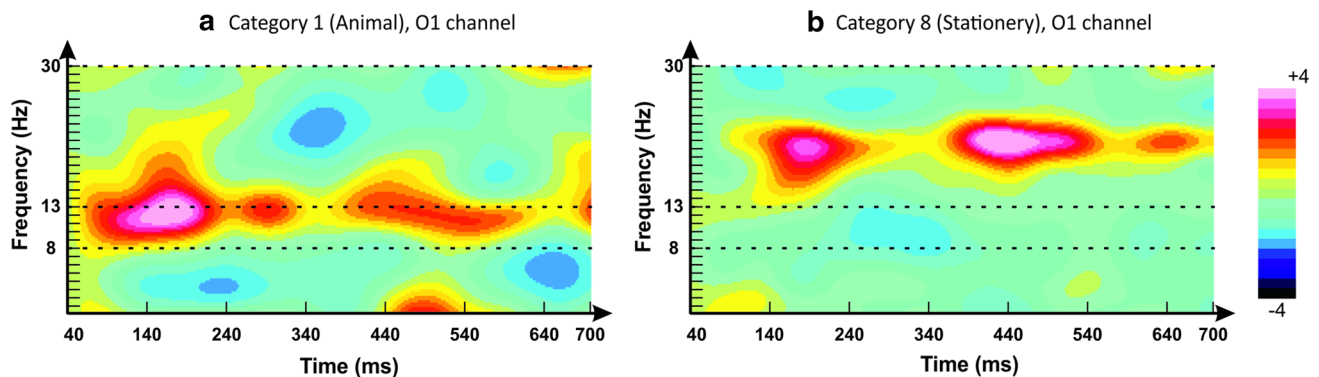 a Category 1 (Animal), O1 channel
30
13
8
Frequency (Hz)
40 140 240 340 440 540 640 700
Time (ms)
b Category 8 (Stationery), O1 channel
30
13
8
Frequency (Hz)
40 140 240 340 440 540 640 700
Time (ms)
+4
-4